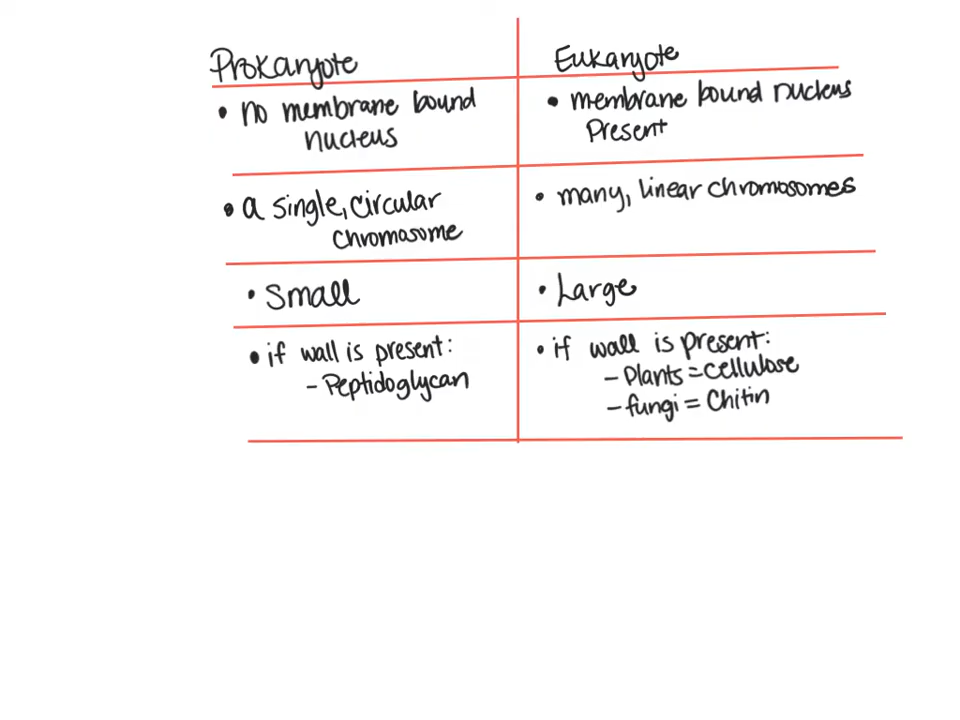 Prokaryote
Eukaryote
• no membrane bound
nucleus
• membrane bound nucleus
Present
• a single, circular
chromasome
• many, linear chromosomes
• Small
• Large
• if wall is present:
- Peptidoglycan
• if wall is present:
- Plants = cellulose
- fungi = Chitin